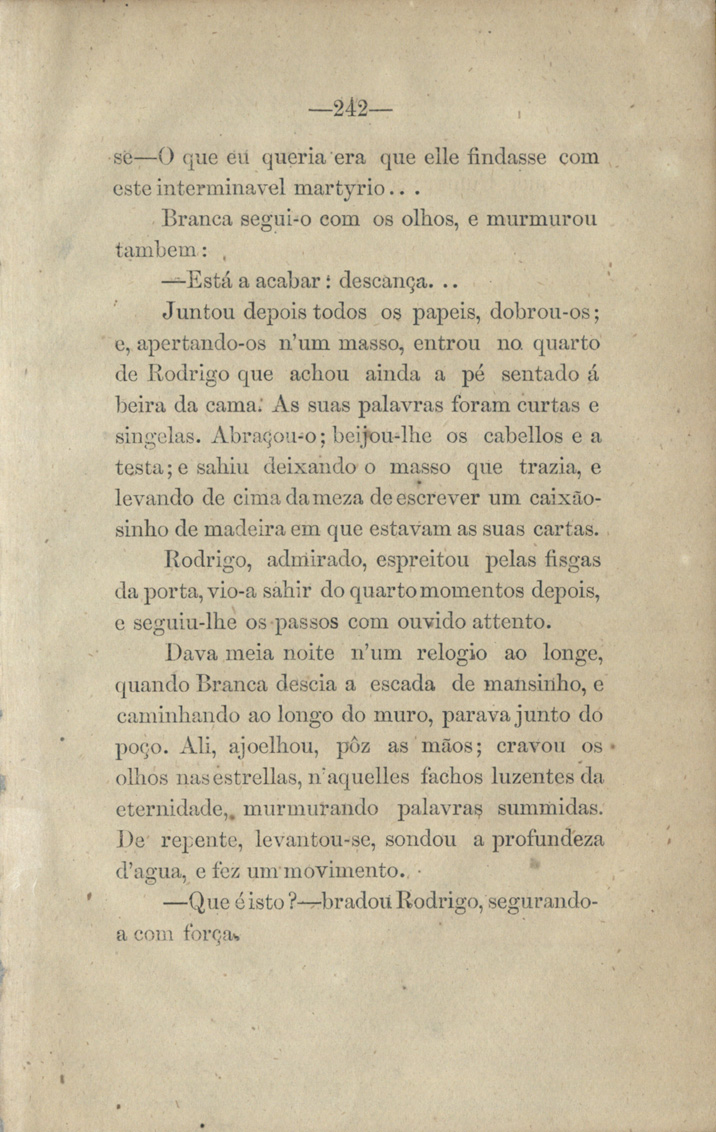 —242—
se—O que eu queria era que elle findasse com
este interminavel martyrio...
Branca segui-o com os olhos, e murmurou
tambem:
—Está a acabar: descança...
Juntou depois todos os papeis, dobrou-os;
e, apertando-os n'um masso, entrou no quarto
de Rodrigo que achou ainda a pé sentado á
beira da cama. As suas palavras foram curtas e
singelas. Abraçou-o; beijou-lhe os cabellos e a
testa; e sahiu deixando o masso que trazia, e
levando de cima da meza de escrever um caixão-
sinho de madeira em que estavam as suas cartas.
Rodrigo, admirado, espreitou pelas fisgas
da porta, vio-a sahir do quarto momentos depois,
e seguiu-lhe os passos com ouvido attento.
Dava meia noite n'um relogio ao longe,
quando Branca descia a escada de mansinho, e
caminhando ao longo do muro, parava junto do
poço. Ali, ajoelhou, pôz as mãos; cravou os
olhos nas estrellas, n'aquelles fachos luzentes da
eternidade, murmurando palavras summidas.
De repente, levantou-se, sondou a profundeza
d'agua, e fez um movimento.
—Que é isto?—bradou Rodrigo, segurando-
a com força.